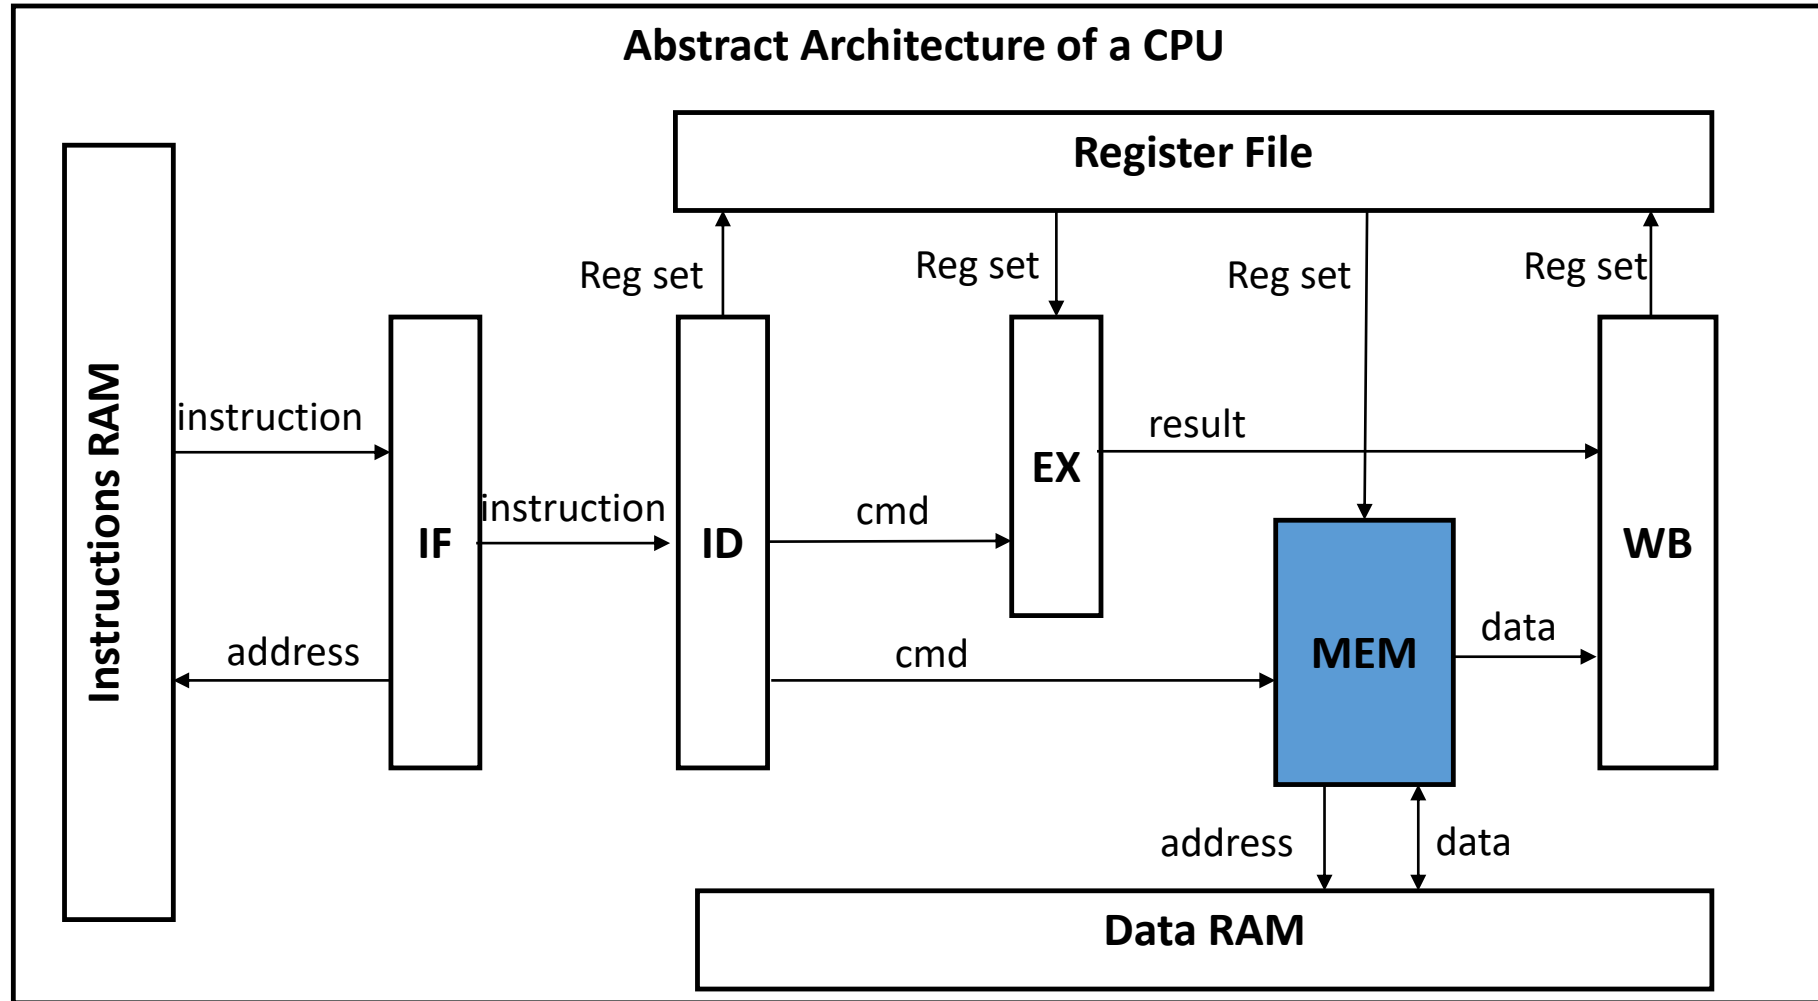 Abstract Architecture of a CPU
Register File
Reg set
Reg set
Reg set
Reg set
Instructions RAM
instruction
address
IF
instruction
ID
cmd
cmd
EX
result
MEM
data
WB
address
data
Data RAM